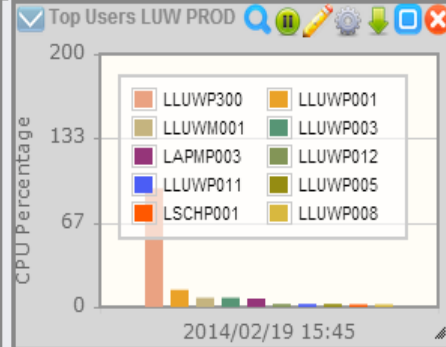 Top Users LUW PROD
200
133
67
0
CPU Percentage
LLUWP300 LLUWP001
LLUWM001 LLUWP003
LAPMP003 LLUWP012
LLUWP011 LLUWP005
LSCHP001 LLUWP008
2014/02/19 15:45